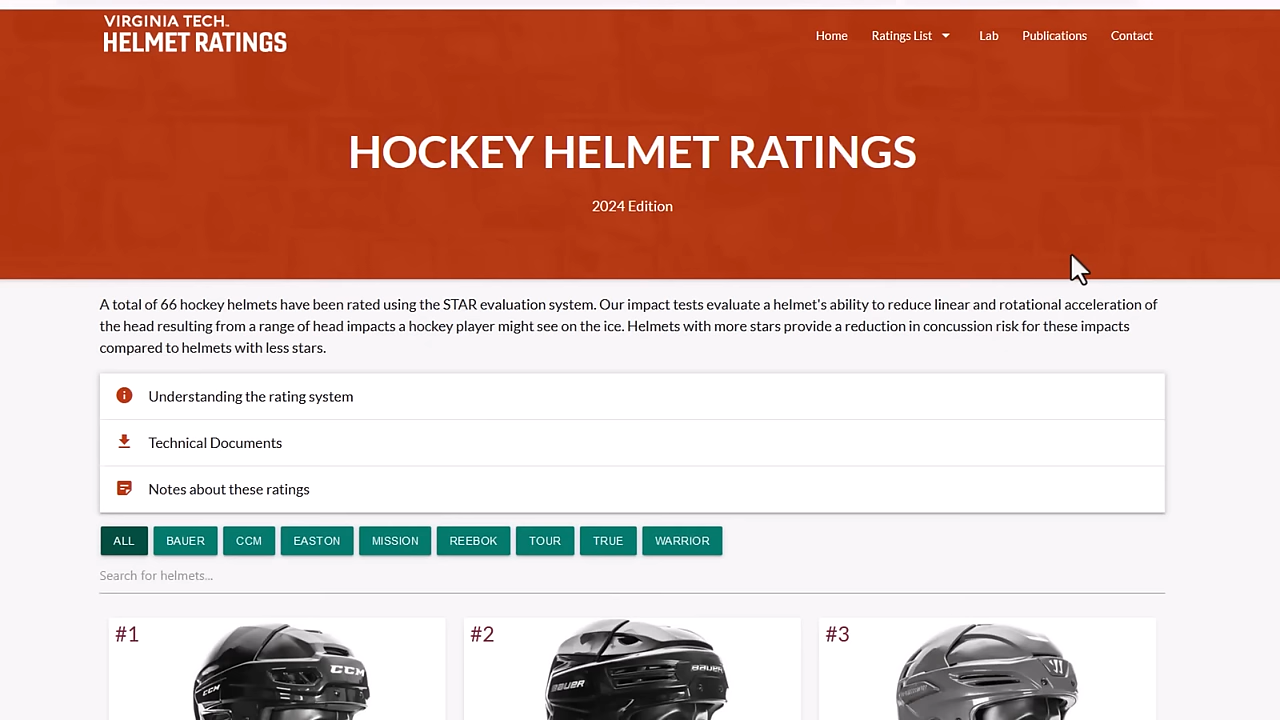 VIRGINIA TECH™
HELMET RATINGS
Home Ratings List Lab Publications Contact
HOCKEY HELMET RATINGS
2024 Edition
A total of 66 hockey helmets have been rated using the STAR evaluation system. Our impact tests evaluate a helmet's ability to reduce linear and rotational acceleration of
the head resulting from a range of head impacts a hockey player might see on the ice. Helmets with more stars provide a reduction in concussion risk for these impacts
compared to helmets with less stars.
Understanding the rating system
Technical Documents
Notes about these ratings
ALL BAUER CCM EASTON MISSION REEBOK TOUR TRUE WARRIOR
Search for helmets...
#1 #2 #3
CCM BAUER
CCM BAUER